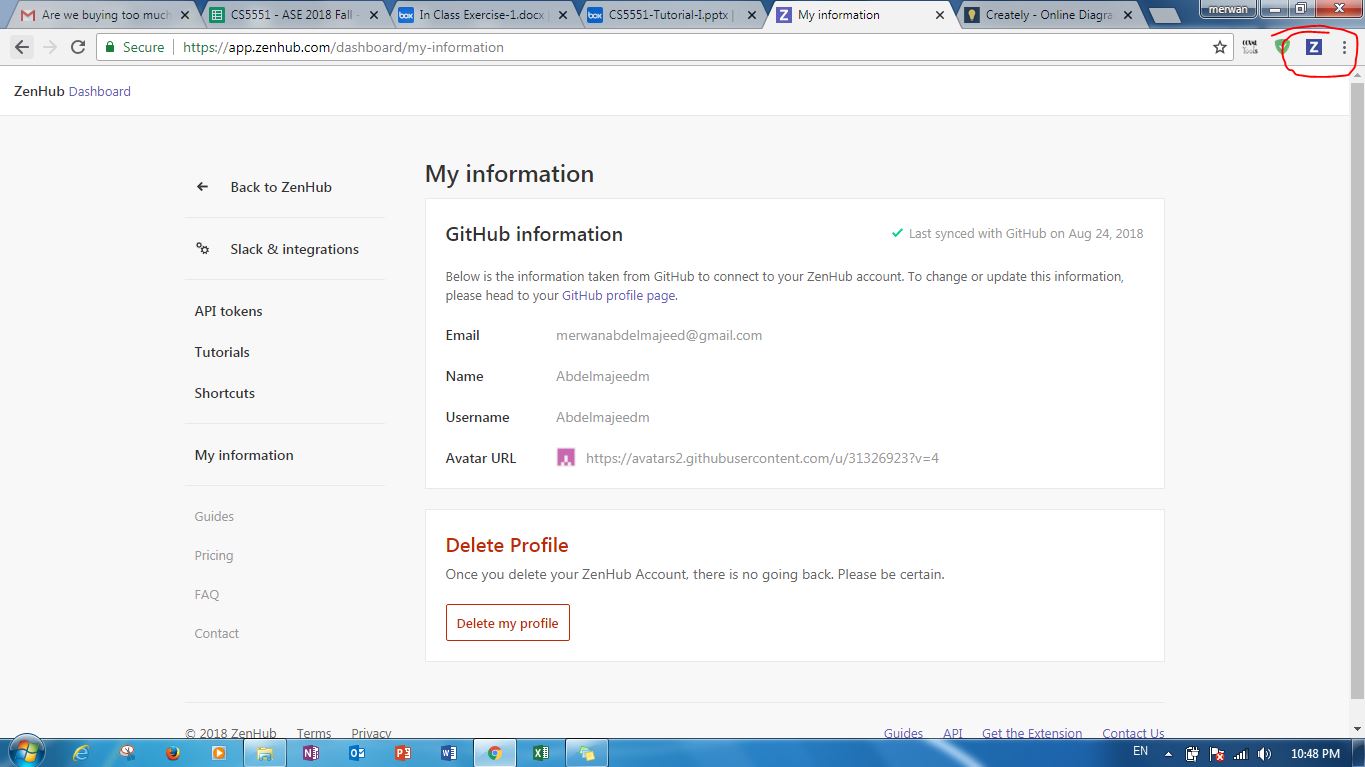 Are we buying too much
CS5551 - ASE 2018 Fall -
box In Class Exercise-1.docx |
box CS5551-Tutorial-I.pptx |
Z My information
Creately - Online Diagra
merwan
Secure
https://app.zenhub.com/dashboard/my-information
Z
ZenHub Dashboard
Back to ZenHub
Slack & integrations
API tokens
Tutorials
Shortcuts
My information
Guides
Pricing
FAQ
Contact
My information
GitHub information
Last synced with GitHub on Aug 24, 2018
Below is the information taken from GitHub to connect to your ZenHub account. To change or update this information,
please head to your GitHub profile page.
Email merwanabdelmajeed@gmail.com
Name Abdelmajeedm
Username Abdelmajeedm
Avatar URL https://avatars2.githubusercontent.com/u/31326923?v=4
Delete Profile
Once you delete your ZenHub Account, there is no going back. Please be certain.
Delete my profile
© 2018 ZenHub Terms Privacy
Guides API Get the Extension Contact Us
EN
10:48 PM